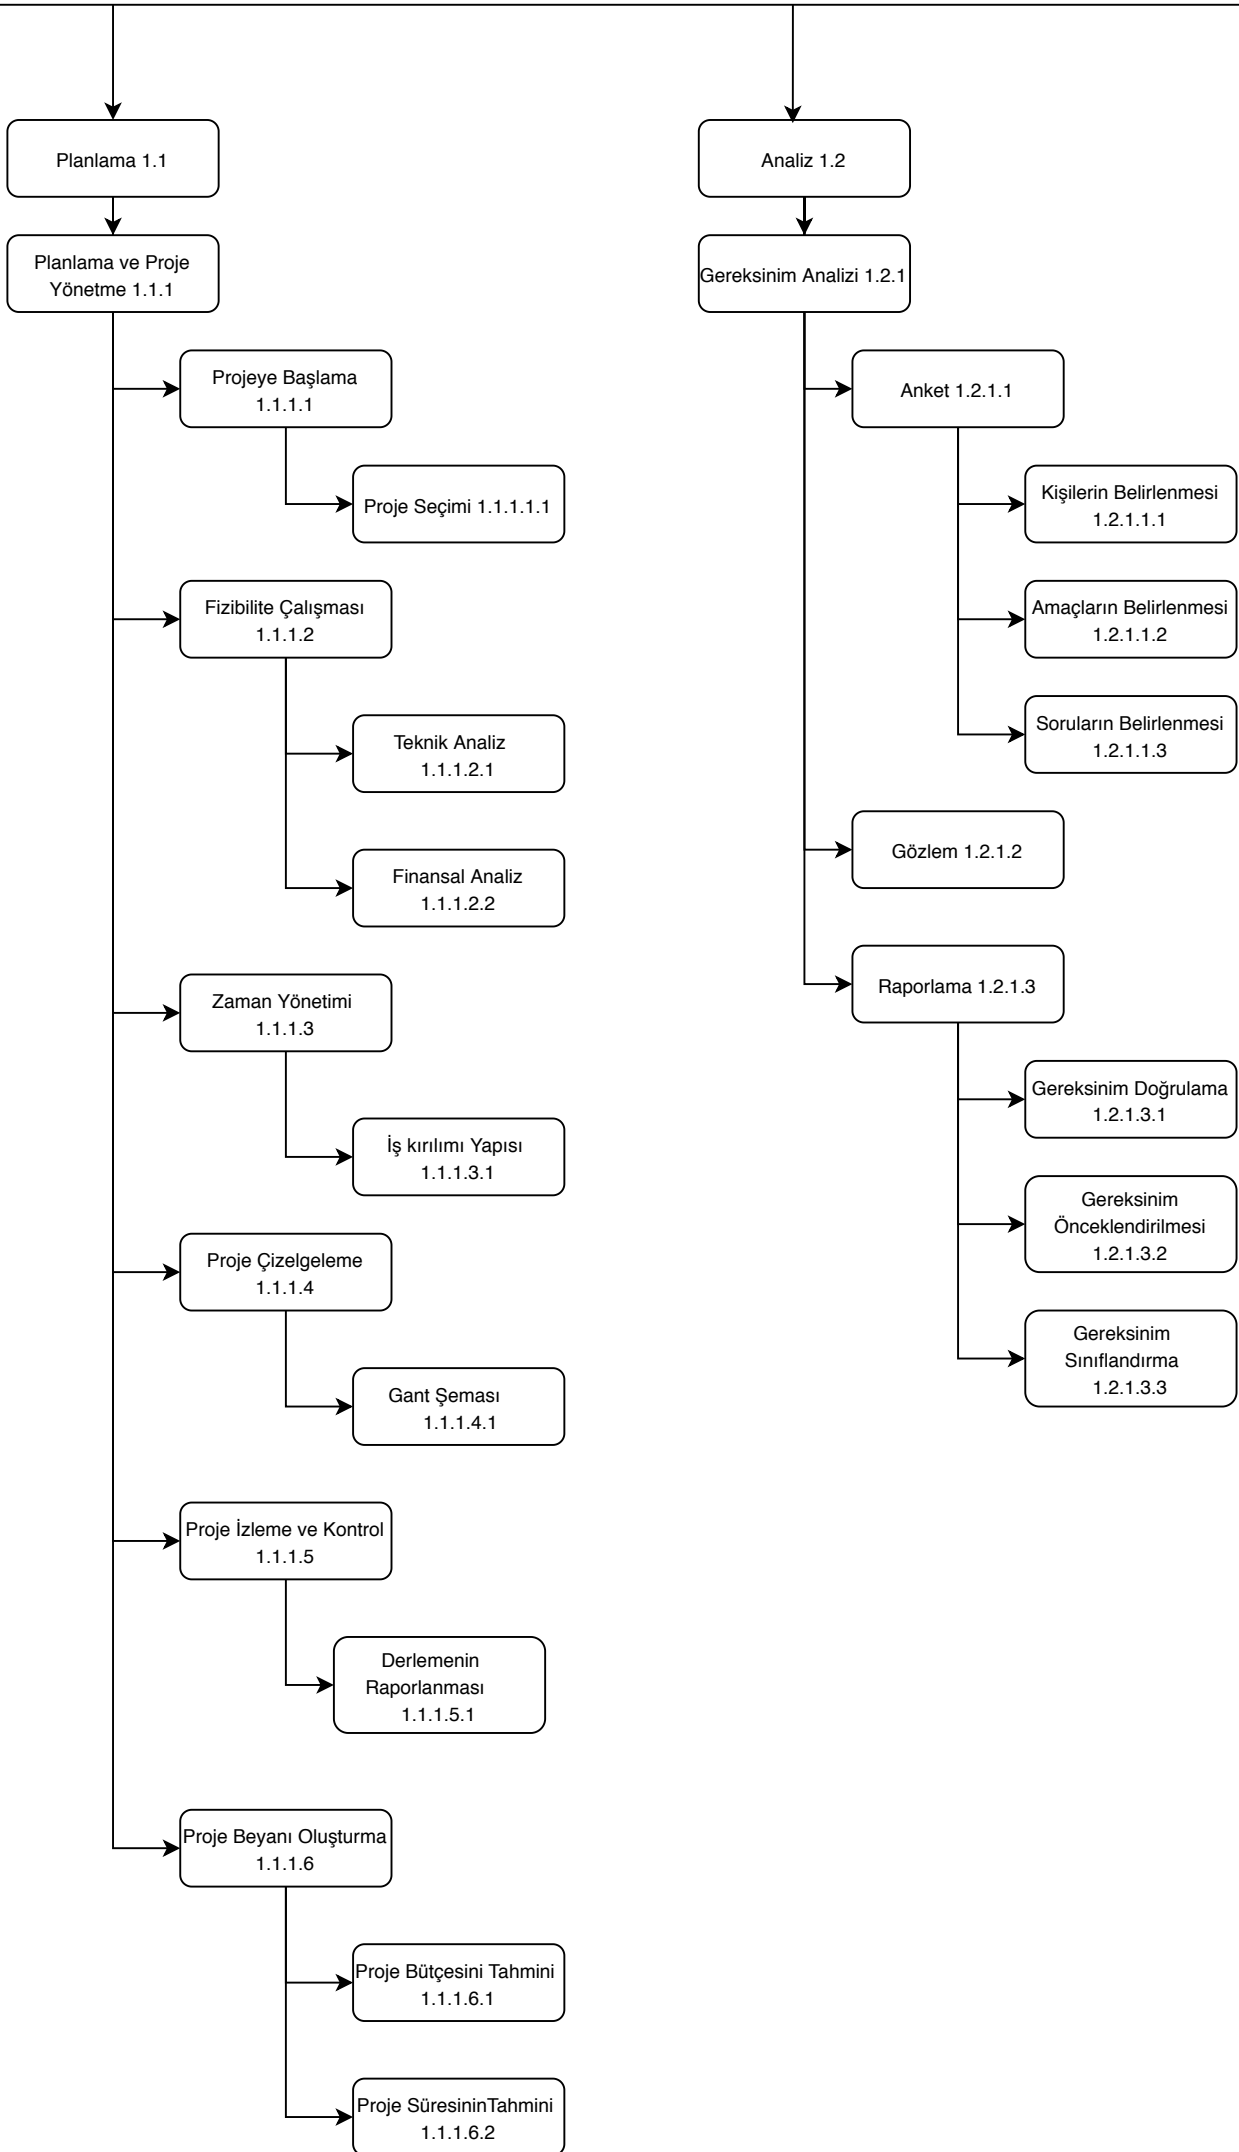 Planlama 1.1
Planlama ve Proje
Yönetme 1.1.1
Projeye Başlama
1.1.1.1
Proje Seçimi 1.1.1.1.1
Fizibilite Çalışması
1.1.1.2
Teknik Analiz
1.1.1.2.1
Finansal Analiz
1.1.1.2.2
Zaman Yönetimi
1.1.1.3
İş kırılımı Yapısı
1.1.1.3.1
Proje Çizelgeleme
1.1.1.4
Gant Şeması
1.1.1.4.1
Proje İzleme ve Kontrol
1.1.1.5
Derlemenin
Raporlanması
1.1.1.5.1
Proje Beyanı Oluşturma
1.1.1.6
Proje Bütçesini Tahmini
1.1.1.6.1
Proje SüresininTahmini
1.1.1.6.2
Analiz 1.2
Gereksinim Analizi 1.2.1
Anket 1.2.1.1
Kişilerin Belirlenmesi
1.2.1.1.1
Amaçların Belirlenmesi
1.2.1.1.2
Soruların Belirlenmesi
1.2.1.1.3
Gözlem 1.2.1.2
Raporlama 1.2.1.3
Gereksinim Doğrulama
1.2.1.3.1
Gereksinim
Önceklendirilmesi
1.2.1.3.2
Gereksinim
Sınıflandırma
1.2.1.3.3